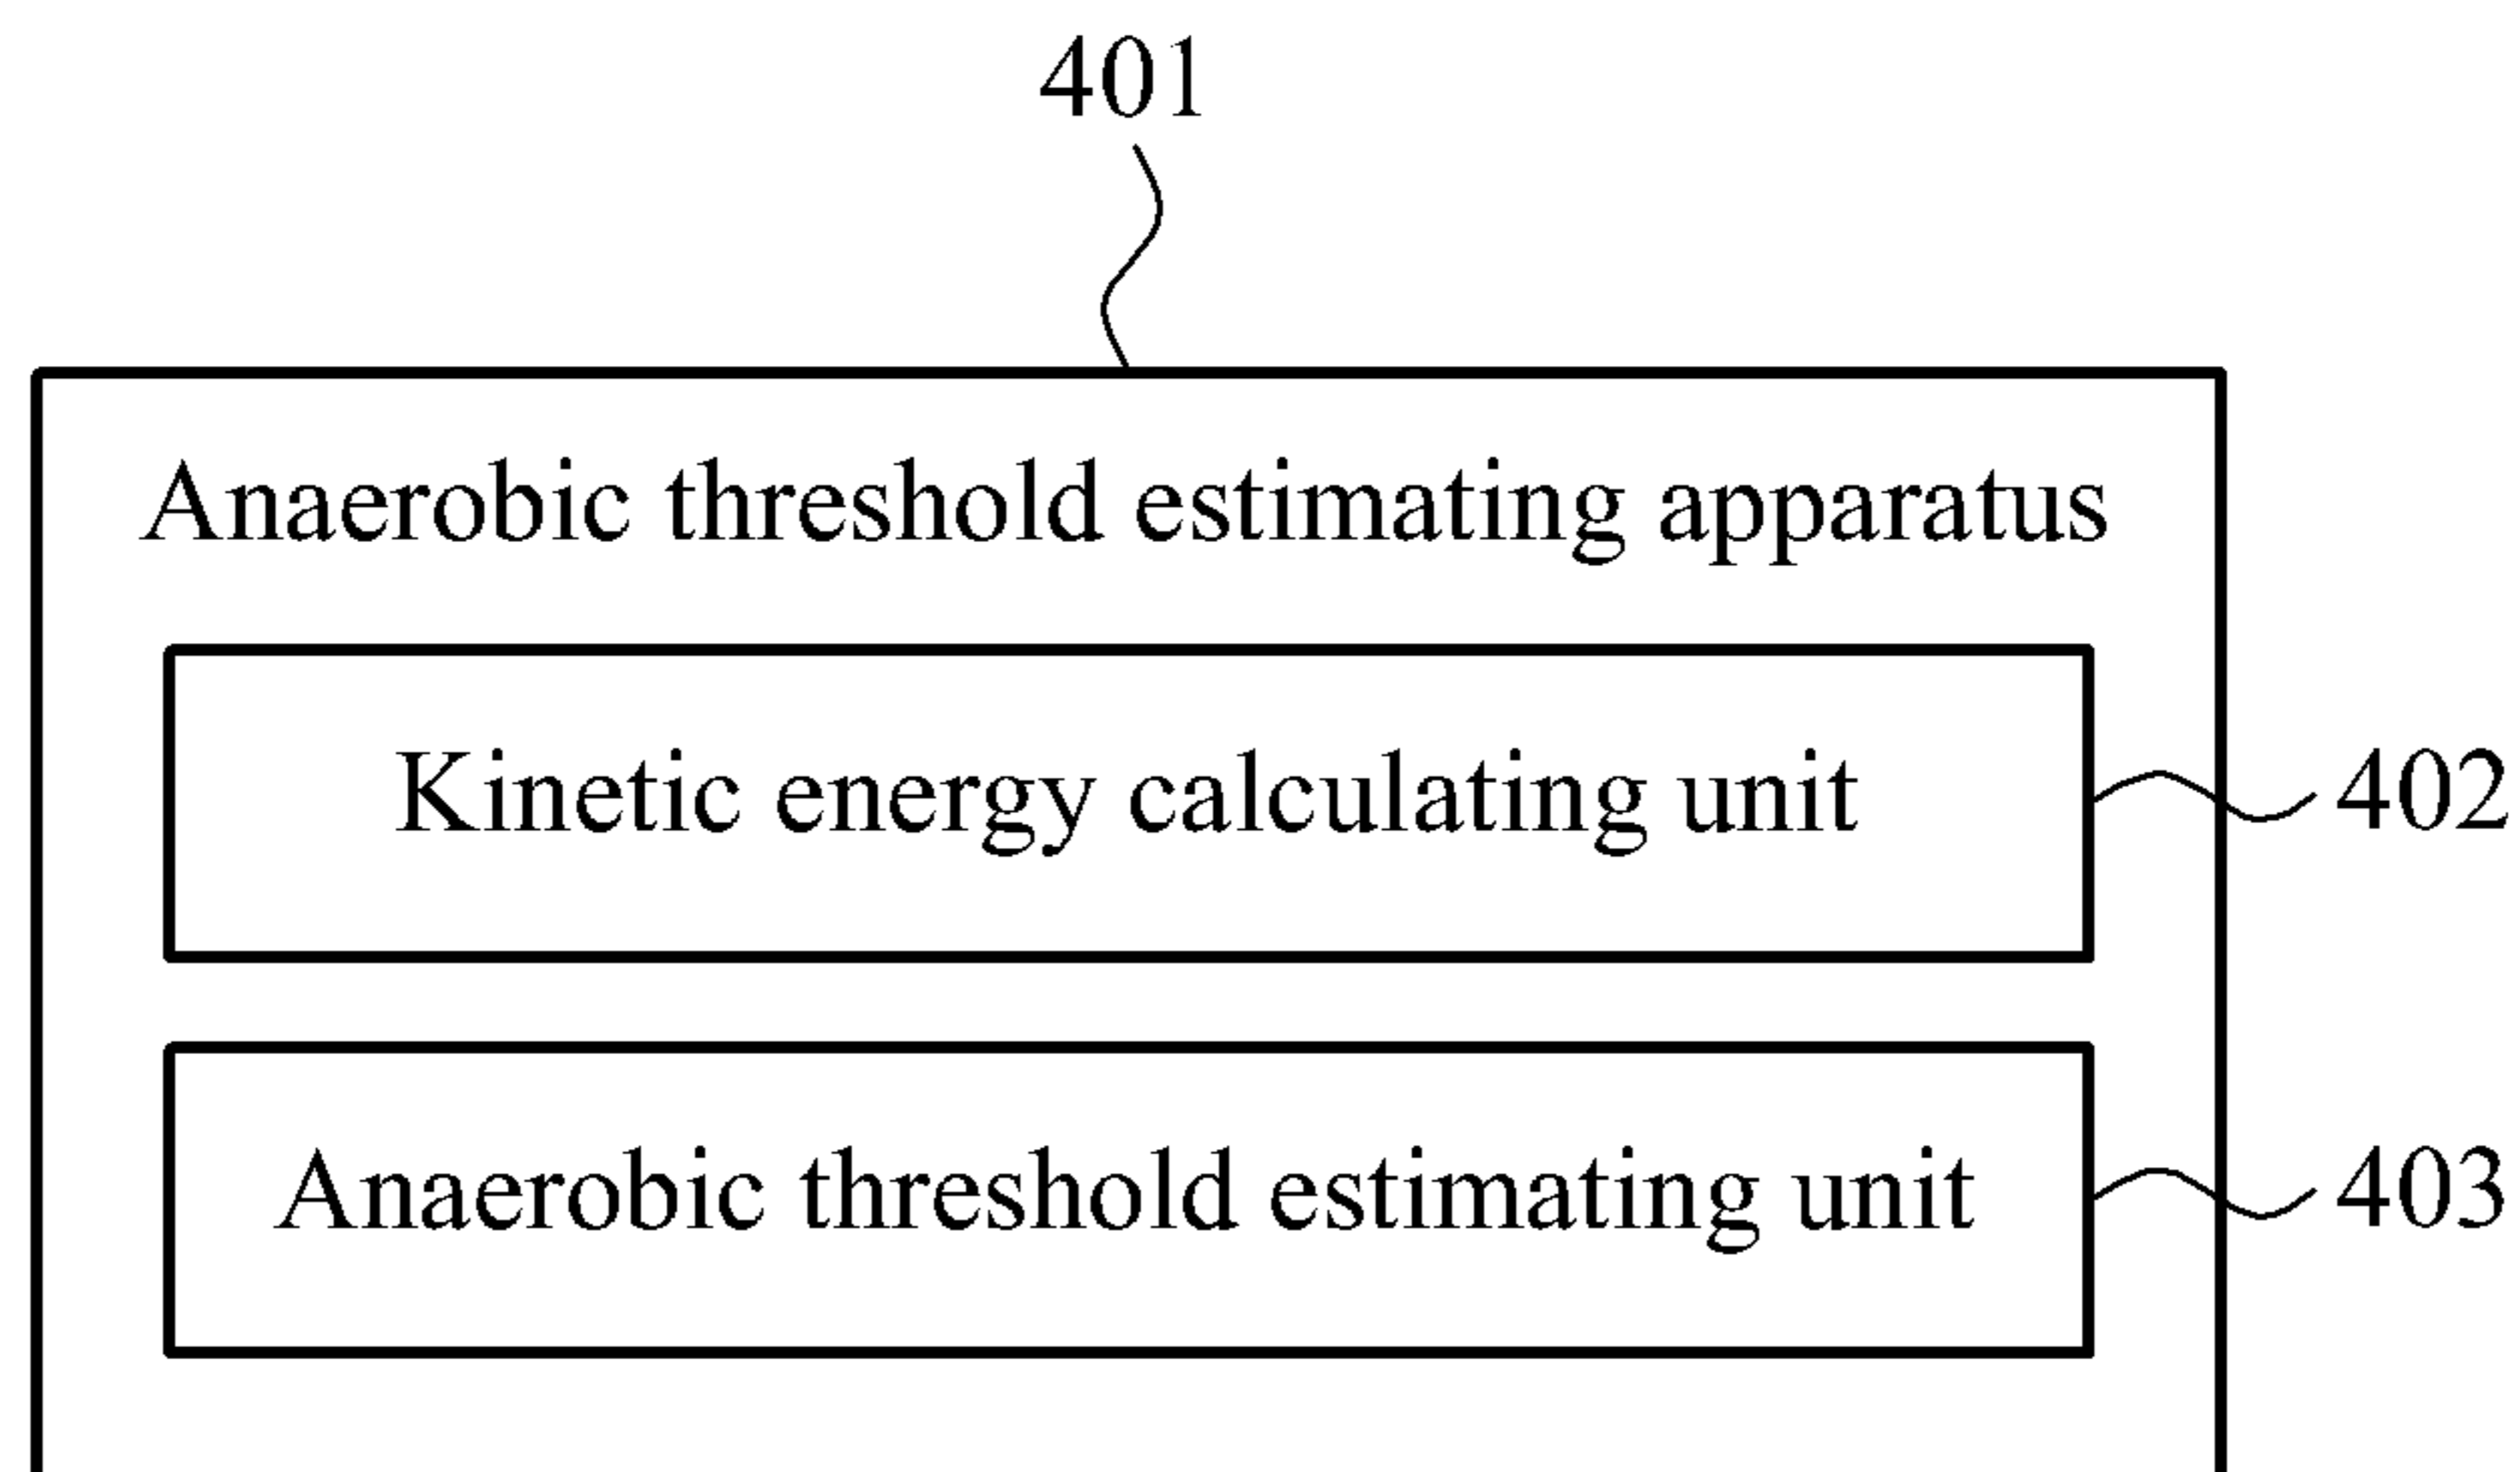 401
Anaerobic threshold estimating apparatus
Kinetic energy calculating unit
402
Anaerobic threshold estimating unit
403